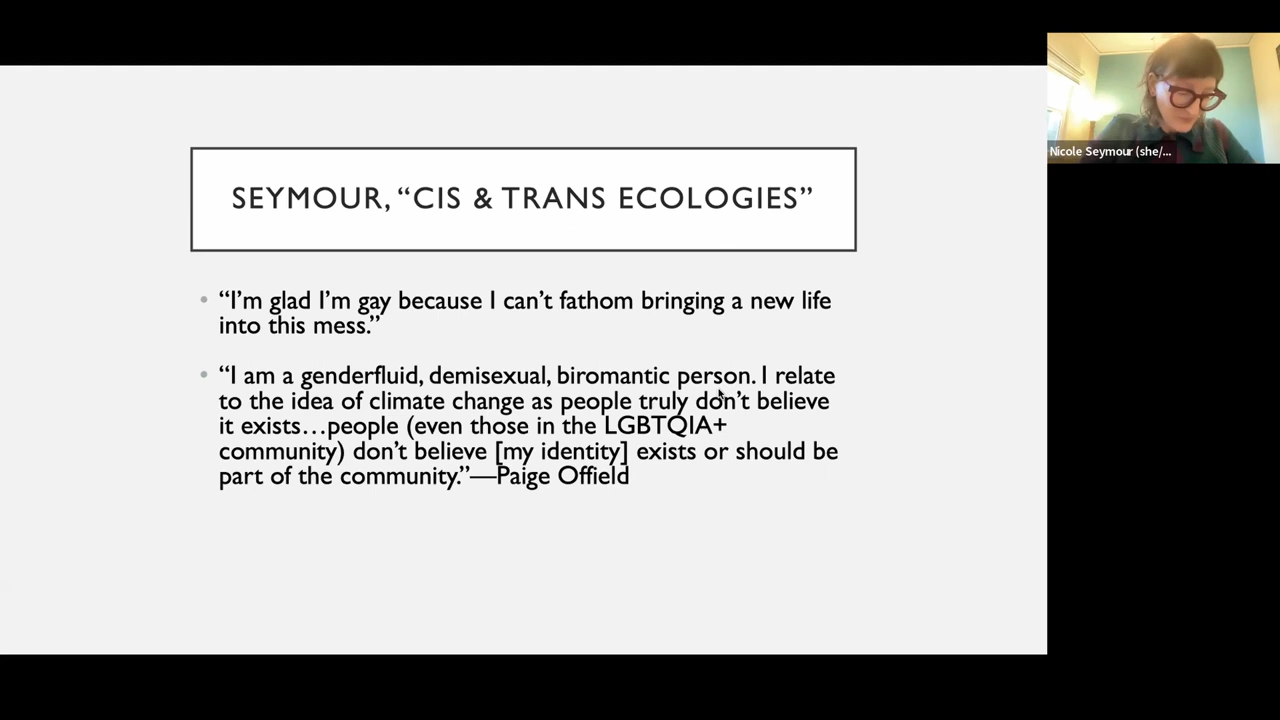 SEYMOUR, “CIS & TRANS ECOLOGIES”
• “I’m glad I’m gay because I can’t fathom bringing a new life
into this mess.”
• “I am a genderfluid, demisexual, biromantic person. I relate
to the idea of climate change as people truly don’t believe
it exists…people (even those in the LGBTQIA+
community) don’t believe [my identity] exists or should be
part of the community.”—Paige Offield
Nicole Seymour (she/...